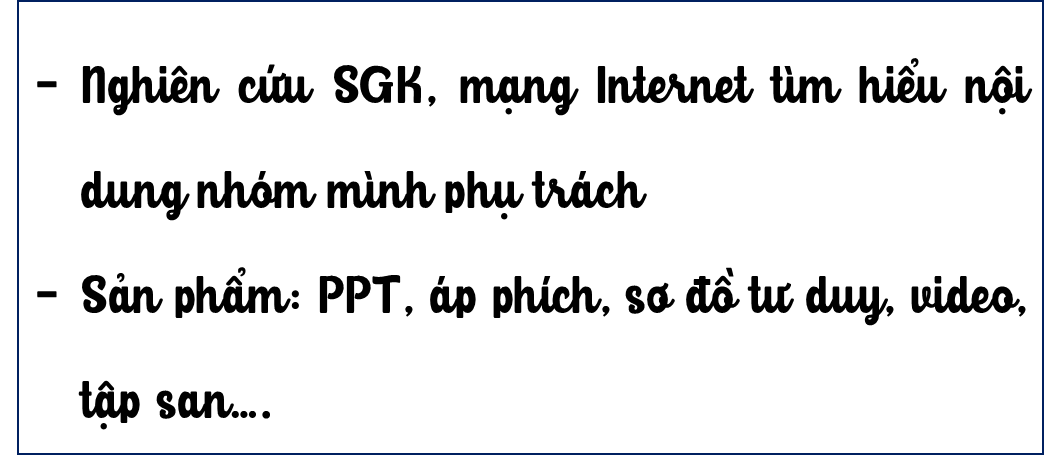 - Nghiên cứu SGK, mạng Internet tìm hiểu nội
dung nhóm mình phụ trách
- Sản phẩm: PPT, áp phích, sơ đồ tư duy, video,
tập san….